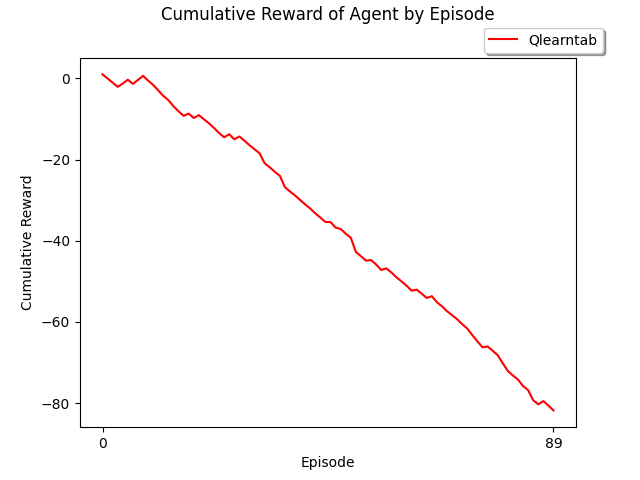 Cumulative Reward of Agent by Episode
Qlearntab
0
−20
−40
−60
−80
Cumulative Reward
0
89
Episode